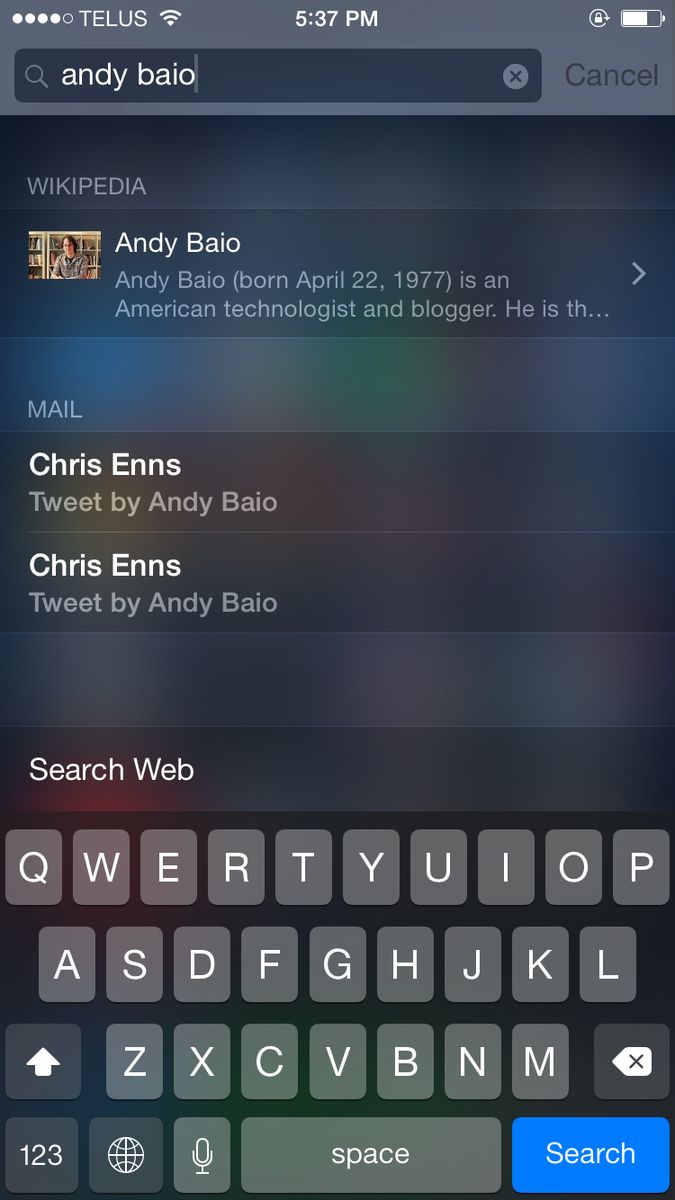 TELUS 5:37 PM
andy baio Cancel
WIKIPEDIA
Andy Baio
Andy Baio (born April 22, 1977) is an
American technologist and blogger. He is th...
MAIL
Chris Enns
Tweet by Andy Baio
Chris Enns
Tweet by Andy Baio
Search Web
Q W E R T Y U I O P
A S D F G H J K L
Z X C V B N M
123 space Search